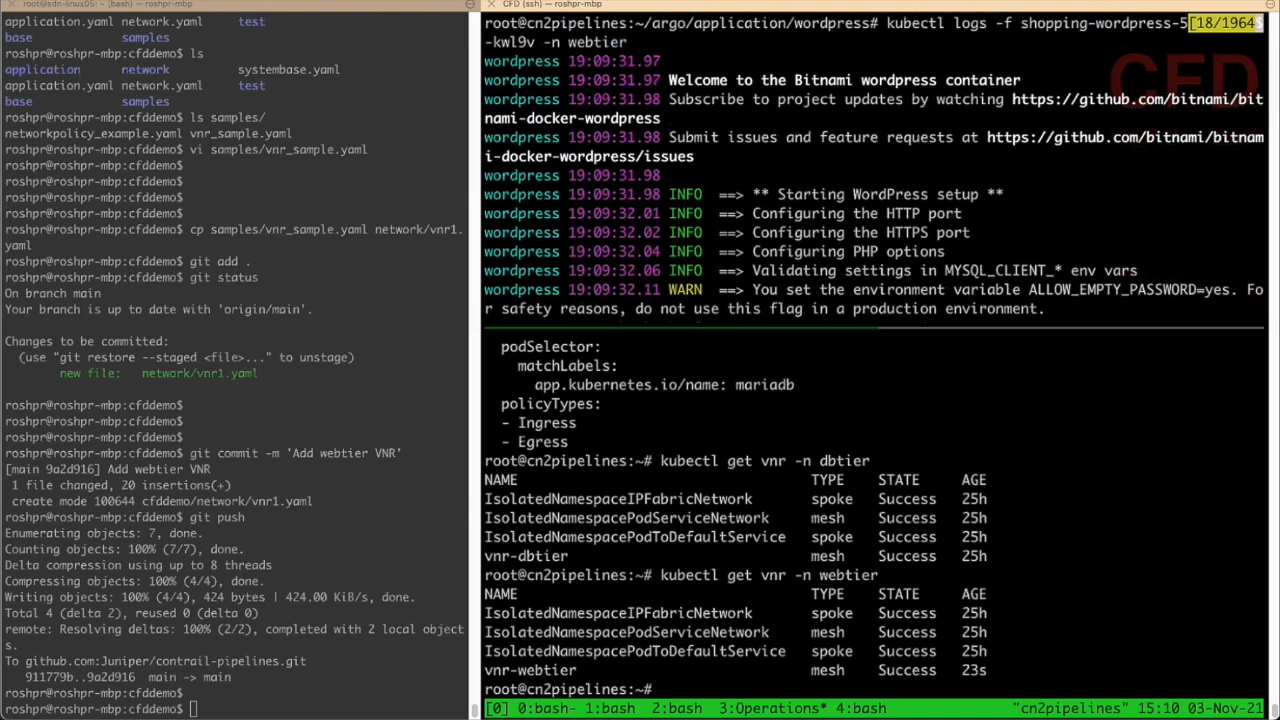 root@sdn-linux05: ~ (bash)    roshpr-mbp
application.yaml network.yaml      test
base             samples
roshpr@roshpr-mbp:cfddemo$ ls
application      network          systembase.yaml
application.yaml network.yaml     test
base             samples
roshpr@roshpr-mbp:cfddemo$ ls samples/
networkpolicy_example.yaml vnr_sample.yaml
roshpr@roshpr-mbp:cfddemo$ vi samples/vnr_sample.yaml
roshpr@roshpr-mbp:cfddemo$
roshpr@roshpr-mbp:cfddemo$
roshpr@roshpr-mbp:cfddemo$
roshpr@roshpr-mbp:cfddemo$
roshpr@roshpr-mbp:cfddemo$ cp samples/vnr_sample.yaml network/vnr1.
yaml
roshpr@roshpr-mbp:cfddemo$ git add .
roshpr@roshpr-mbp:cfddemo$ git status
On branch main
Your branch is up to date with 'origin/main'.
Changes to be committed:
  (use "git restore --staged <file>..." to unstage)
        new file:   network/vnr1.yaml
roshpr@roshpr-mbp:cfddemo$
roshpr@roshpr-mbp:cfddemo$
roshpr@roshpr-mbp:cfddemo$
roshpr@roshpr-mbp:cfddemo$ git commit -m 'Add webtier VNR'
[main 9a2d916] Add webtier VNR
 1 file changed, 20 insertions(+)
 create mode 100644 cfddemo/network/vnr1.yaml
roshpr@roshpr-mbp:cfddemo$ git push
Enumerating objects: 7, done.
Counting objects: 100% (7/7), done.
Delta compression using up to 8 threads
Compressing objects: 100% (4/4), done.
Writing objects: 100% (4/4), 424 bytes | 424.00 KiB/s, done.
Total 4 (delta 2), reused 0 (delta 0)
remote: Resolving deltas: 100% (2/2), completed with 2 local object
s.
To github.com:Juniper/contrail-pipelines.git
   911779b..9a2d916  main -> main
roshpr@roshpr-mbp:cfddemo$
roshpr@roshpr-mbp:cfddemo$
CFD (ssh)    roshpr-mbp
root@cn2pipelines:~/argo/application/wordpress# kubectl logs -f shopping-wordpress-5[18/1964
-kwl9v -n webtier
wordpress 19:09:31.97
wordpress 19:09:31.97 Welcome to the Bitnami wordpress container
wordpress 19:09:31.98 Subscribe to project updates by watching https://github.com/bitnami/bit
nami-docker-wordpress
wordpress 19:09:31.98 Submit issues and feature requests at https://github.com/bitnami/bitnam
i-docker-wordpress/issues
wordpress 19:09:31.98
wordpress 19:09:31.98 INFO  ==> ** Starting WordPress setup **
wordpress 19:09:32.01 INFO  ==> Configuring the HTTP port
wordpress 19:09:32.02 INFO  ==> Configuring the HTTPS port
wordpress 19:09:32.04 INFO  ==> Configuring PHP options
wordpress 19:09:32.06 INFO  ==> Validating settings in MYSQL_CLIENT_* env vars
wordpress 19:09:32.11 WARN  ==> You set the environment variable ALLOW_EMPTY_PASSWORD=yes. Fo
r safety reasons, do not use this flag in a production environment.
CFD
  podSelector:
    matchLabels:
      app.kubernetes.io/name: mariadb
  policyTypes:
  - Ingress
  - Egress
root@cn2pipelines:~# kubectl get vnr -n dbtier
NAME                                   TYPE    STATE     AGE
IsolatedNamespaceIPFabricNetwork       spoke   Success   25h
IsolatedNamespacePodServiceNetwork     mesh    Success   25h
IsolatedNamespacePodToDefaultService   spoke   Success   25h
vnr-dbtier                             mesh    Success   25h
root@cn2pipelines:~# kubectl get vnr -n webtier
NAME                                   TYPE    STATE     AGE
IsolatedNamespaceIPFabricNetwork       spoke   Success   25h
IsolatedNamespacePodServiceNetwork     mesh    Success   25h
IsolatedNamespacePodToDefaultService   spoke   Success   25h
vnr-webtier                            mesh    Success   23s
root@cn2pipelines:~#
[0] 0:bash- 1:bash  2:bash  3:Operations* 4:bash               "cn2pipelines" 15:10 03-Nov-21